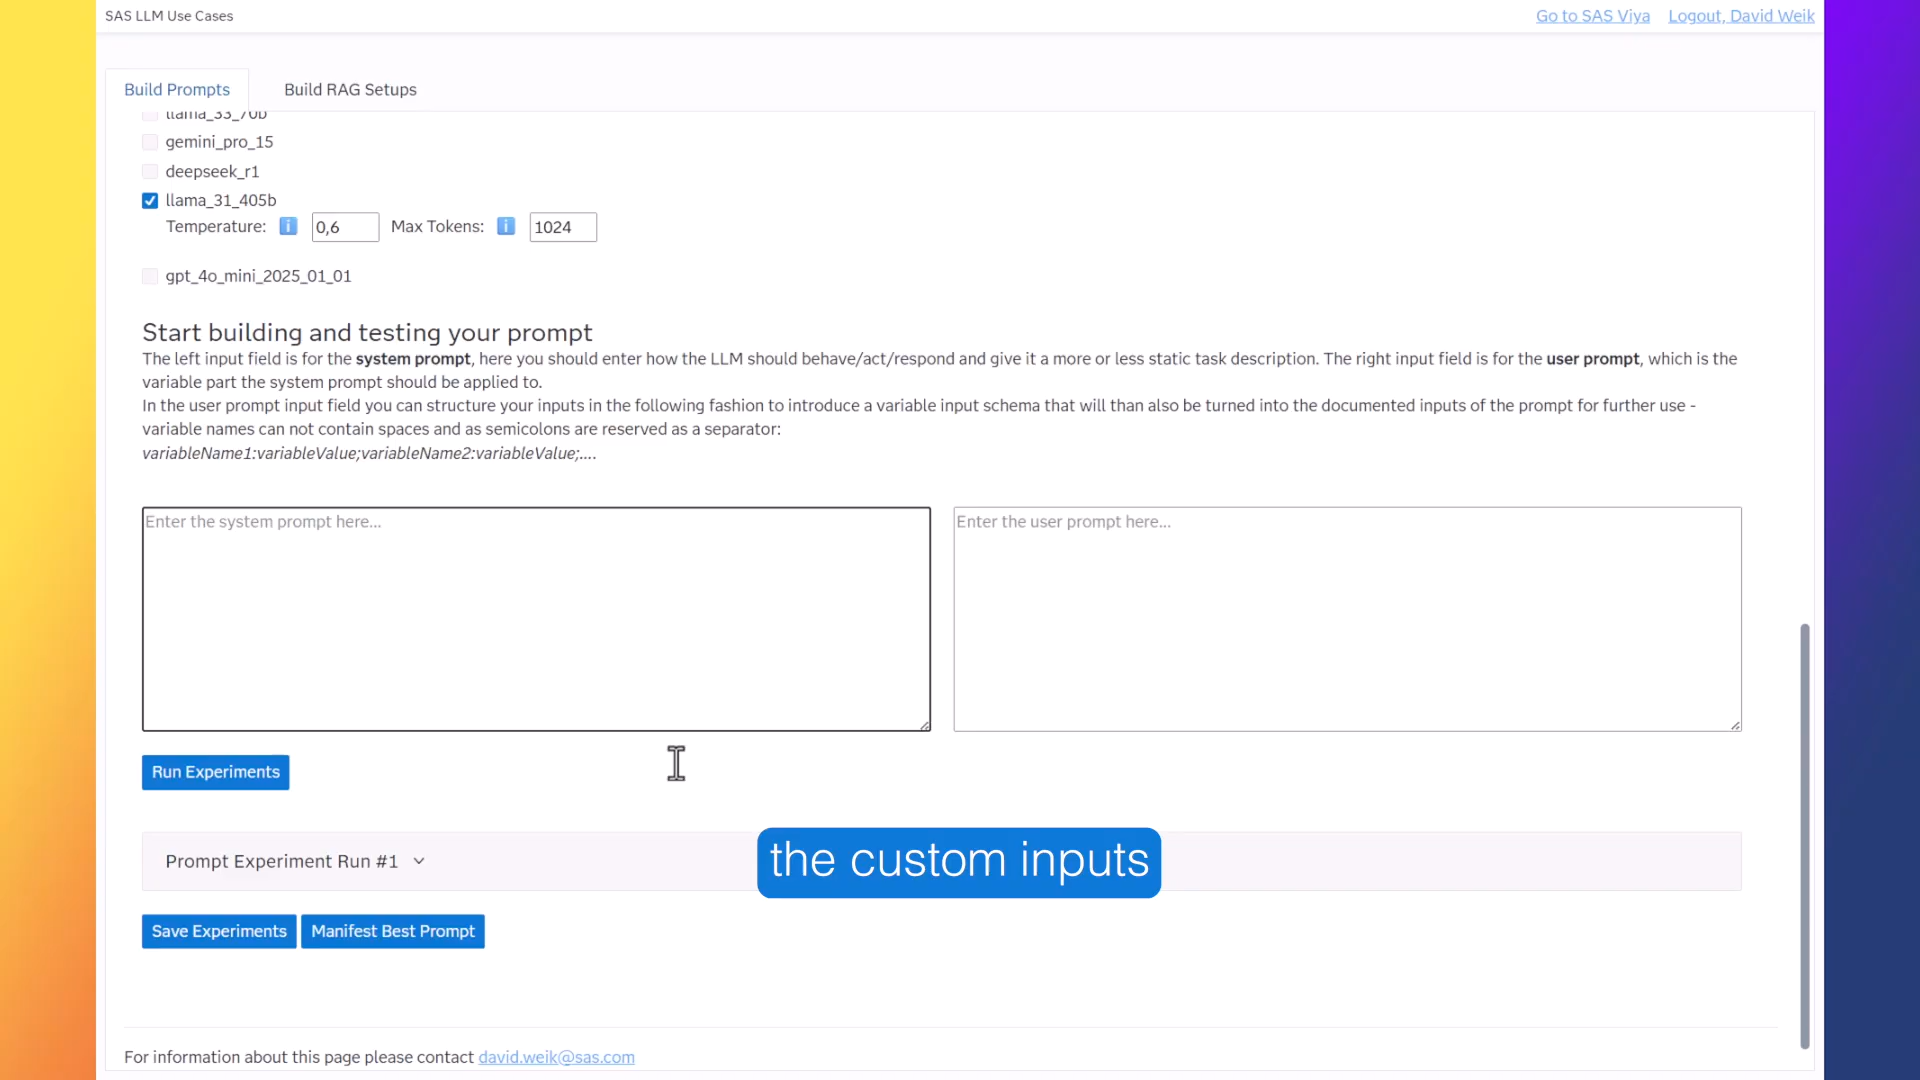 SAS LLM Use Cases
Go to SAS Viya
Logout, David Weik
Build Prompts
Build RAG Setups
llama_33_70b
gemini_pro_15
deepseek_r1
llama_31_405b
Temperature: i 0,6 Max Tokens: i 1024
gpt_4o_mini_2025_01_01
Start building and testing your prompt
The left input field is for the system prompt, here you should enter how the LLM should behave/act/respond and give it a more or less static task description. The right input field is for the user prompt, which is the
variable part the system prompt should be applied to.
In the user prompt input field you can structure your inputs in the following fashion to introduce a variable input schema that will than also be turned into the documented inputs of the prompt for further use -
variable names can not contain spaces and as semicolons are reserved as a separator:
variableName1:variableValue;variableName2:variableValue;....
Enter the system prompt here...
Enter the user prompt here...
Run Experiments
Prompt Experiment Run #1
the custom inputs
Save Experiments
Manifest Best Prompt
For information about this page please contact david.weik@sas.com